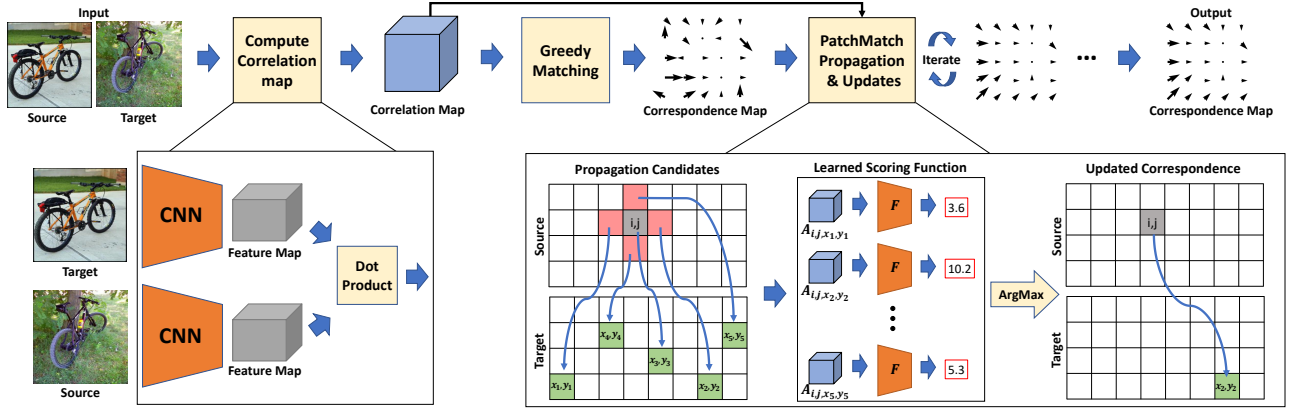 Input
Source
Target
Compute
Correlation
map
Correlation Map
Greedy
Matching
Correspondence Map
PatchMatch
Propagation
& Updates
Iterate
...
Output
Correspondence Map
CNN
Feature Map
Target
CNN
Feature Map
Source
Dot
Product
Propagation Candidates
Source
i,j
Target
x₄,y₄
x₅,y₅
x₃,y₃
x₁,y₁
x₂,y₂
Learned Scoring Function
F
3.6
A_{i,j,x₁,y₁}
F
10.2
A_{i,j,x₂,y₂}
F
5.3
A_{i,j,x₅,y₅}
ArgMax
Updated Correspondence
Source
i,j
Target
x₂,y₂